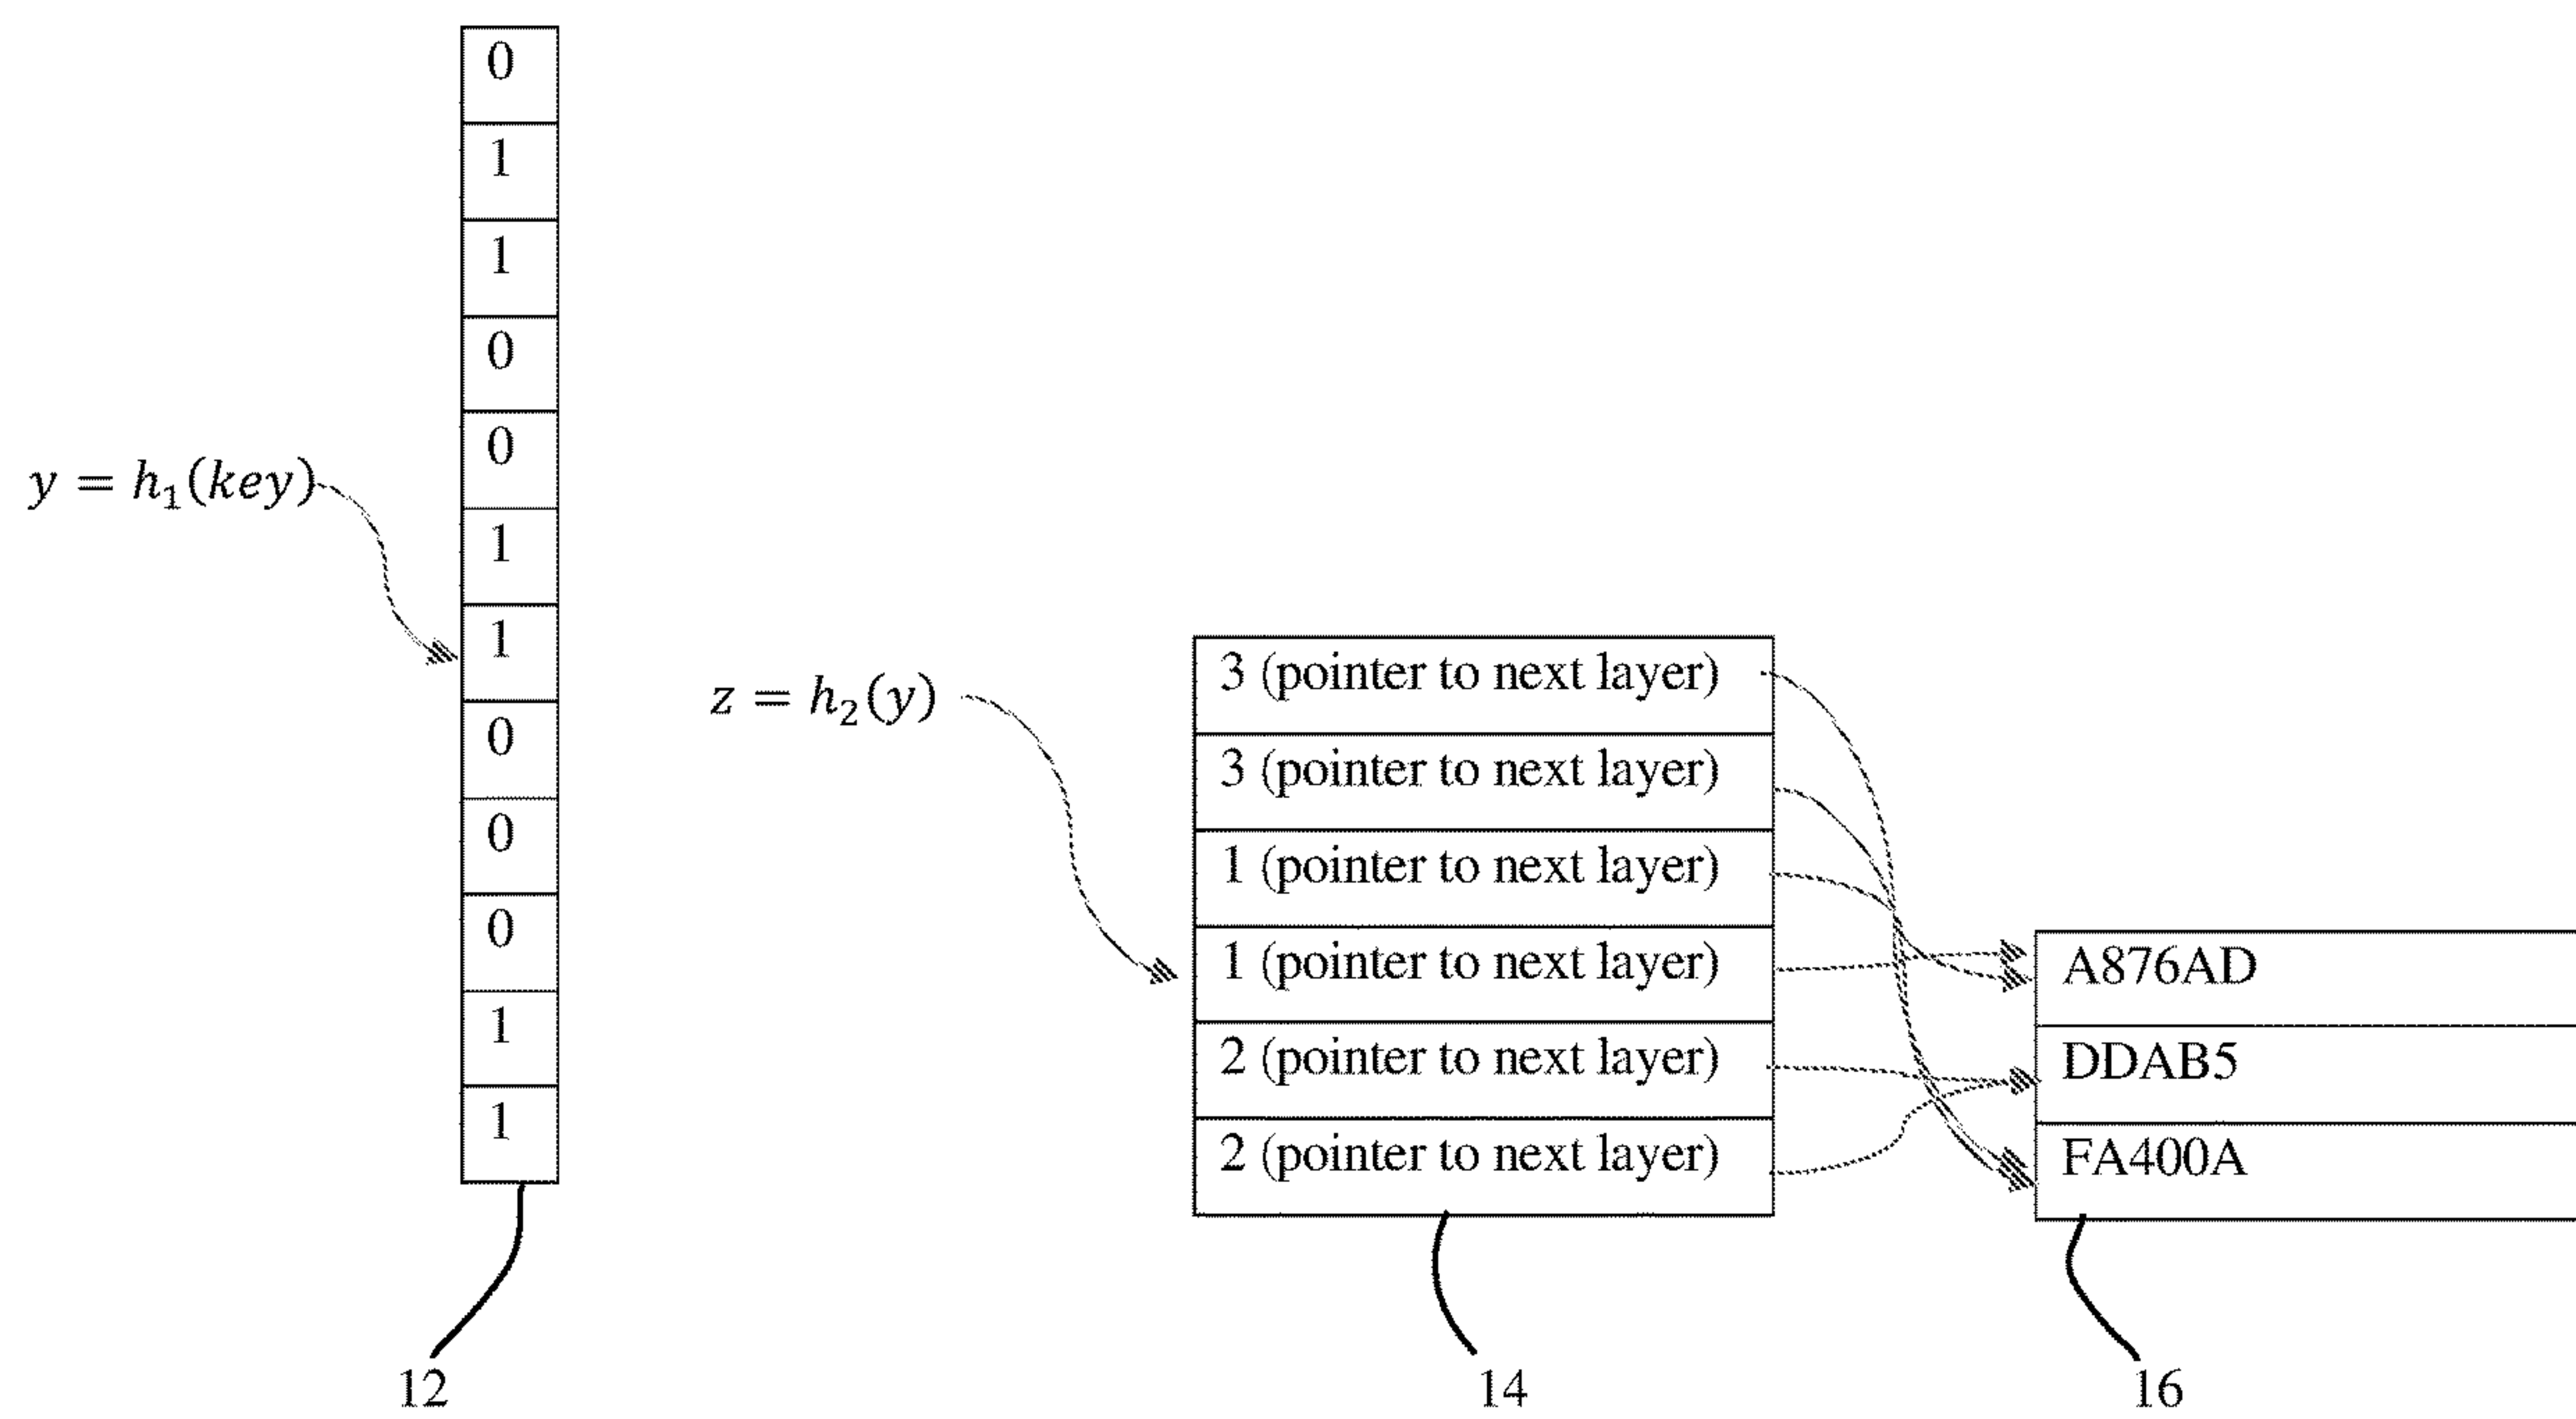 0
1
1
0
0
1
1
0
0
0
1
1
y = h₁(key)
z = h₂(y)
3 (pointer to next layer)
3 (pointer to next layer)
1 (pointer to next layer)
1 (pointer to next layer)
2 (pointer to next layer)
2 (pointer to next layer)
A876AD
DDAB5
FA400A
12
14
16